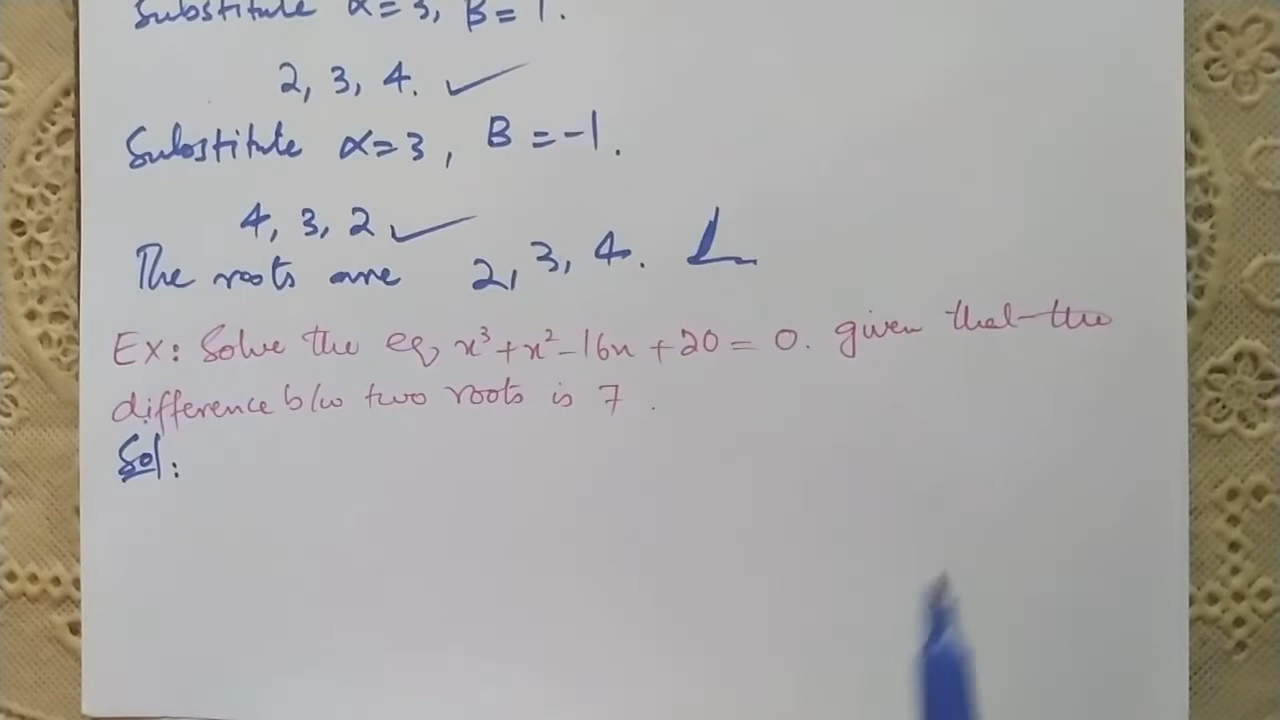 Substitute α=3, β=1.
2, 3, 4. ✓
Substitute α=3, β=-1.
4, 3, 2 ✓
The roots are 2, 3, 4.
Ex: Solve the eq x³+x²-16x+20=0. given that the
difference b/w two roots is 7.
Sol: